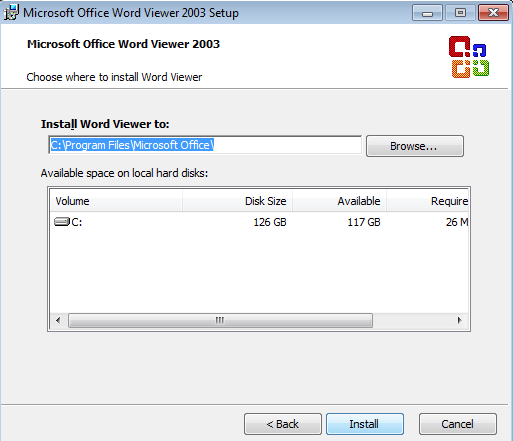 Microsoft Office Word Viewer 2003 Setup
Microsoft Office Word Viewer 2003
Choose where to install Word Viewer
Install Word Viewer to:
C:\Program Files\Microsoft Office\
Browse...
Available space on local hard disks:
Volume Disk Size Available Require
C: 126 GB 117 GB 26 M
< Back Install Cancel